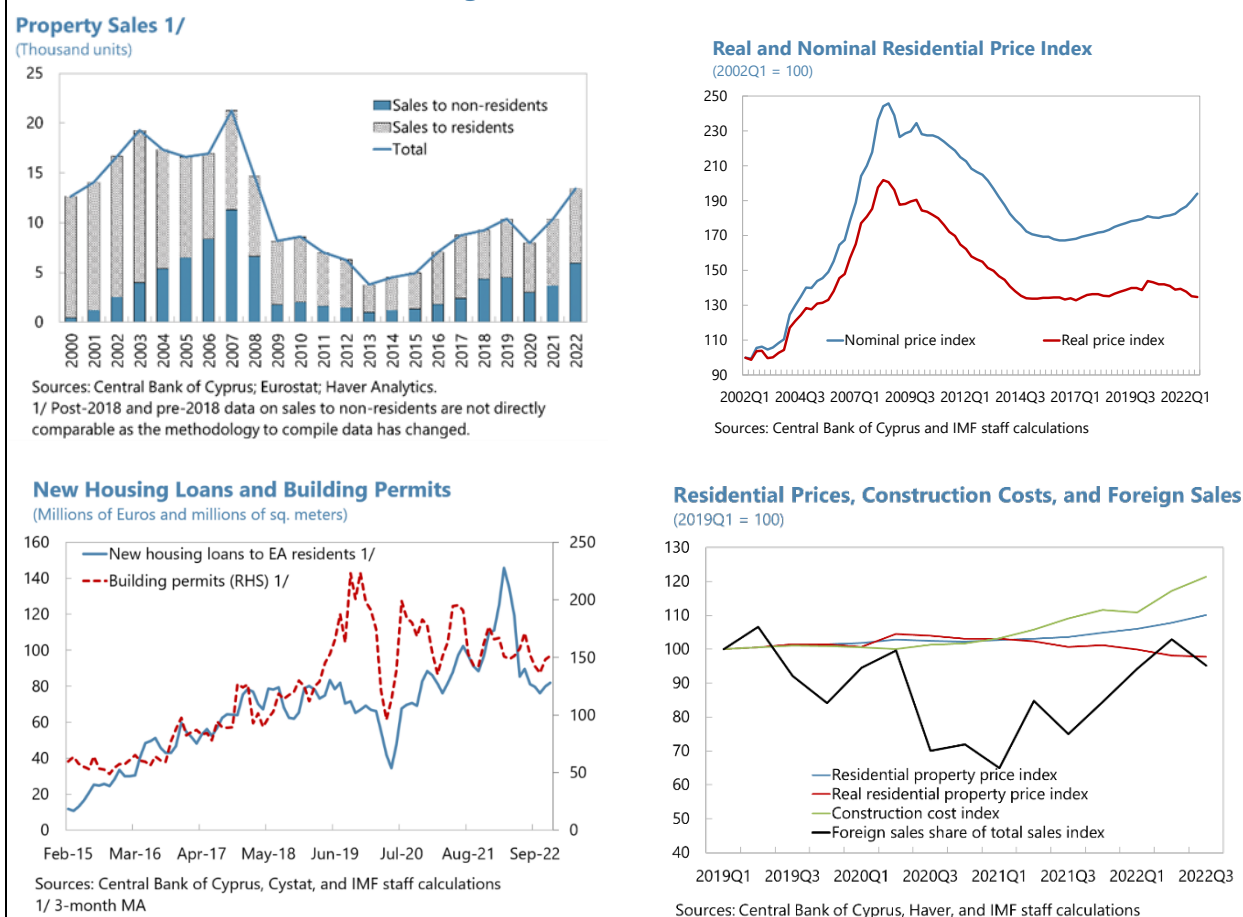 Property Sales 1/
(Thousand units)
25
20
15
10
5
0
Sales to non-residents
Sales to residents
Total
2000 2001 2002 2003 2004 2005 2006 2007 2008 2009 2010 2011 2012 2013 2014 2015 2016 2017 2018 2019 2020 2021 2022
Sources: Central Bank of Cyprus; Eurostat; Haver Analytics.
1/ Post-2018 and pre-2018 data on sales to non-residents are not directly
comparable as the methodology to compile data has changed.
Real and Nominal Residential Price Index
(2002Q1 = 100)
250
230
210
190
170
150
130
110
90
Nominal price index Real price index
2002Q1 2004Q3 2007Q1 2009Q3 2012Q1 2014Q3 2017Q1 2019Q3 2022Q1
Sources: Central Bank of Cyprus and IMF staff calculations
New Housing Loans and Building Permits
(Millions of Euros and millions of sq. meters)
160 250
140
120 200
100 150
80
60 100
40 50
20
0 0
New housing loans to EA residents 1/
Building permits (RHS) 1/
Feb-15 Mar-16 Apr-17 May-18 Jun-19 Jul-20 Aug-21 Sep-22
Sources: Central Bank of Cyprus, Cystat, and IMF staff calculations
1/ 3-month MA
Residential Prices, Construction Costs, and Foreign Sales
(2019Q1 = 100)
130
120
110
100
90
80
70
60
50
40
Residential property price index
Real residential property price index
Construction cost index
Foreign sales share of total sales index
2019Q1 2019Q3 2020Q1 2020Q3 2021Q1 2021Q3 2022Q1 2022Q3
Sources: Central Bank of Cyprus, Haver, and IMF staff calculations